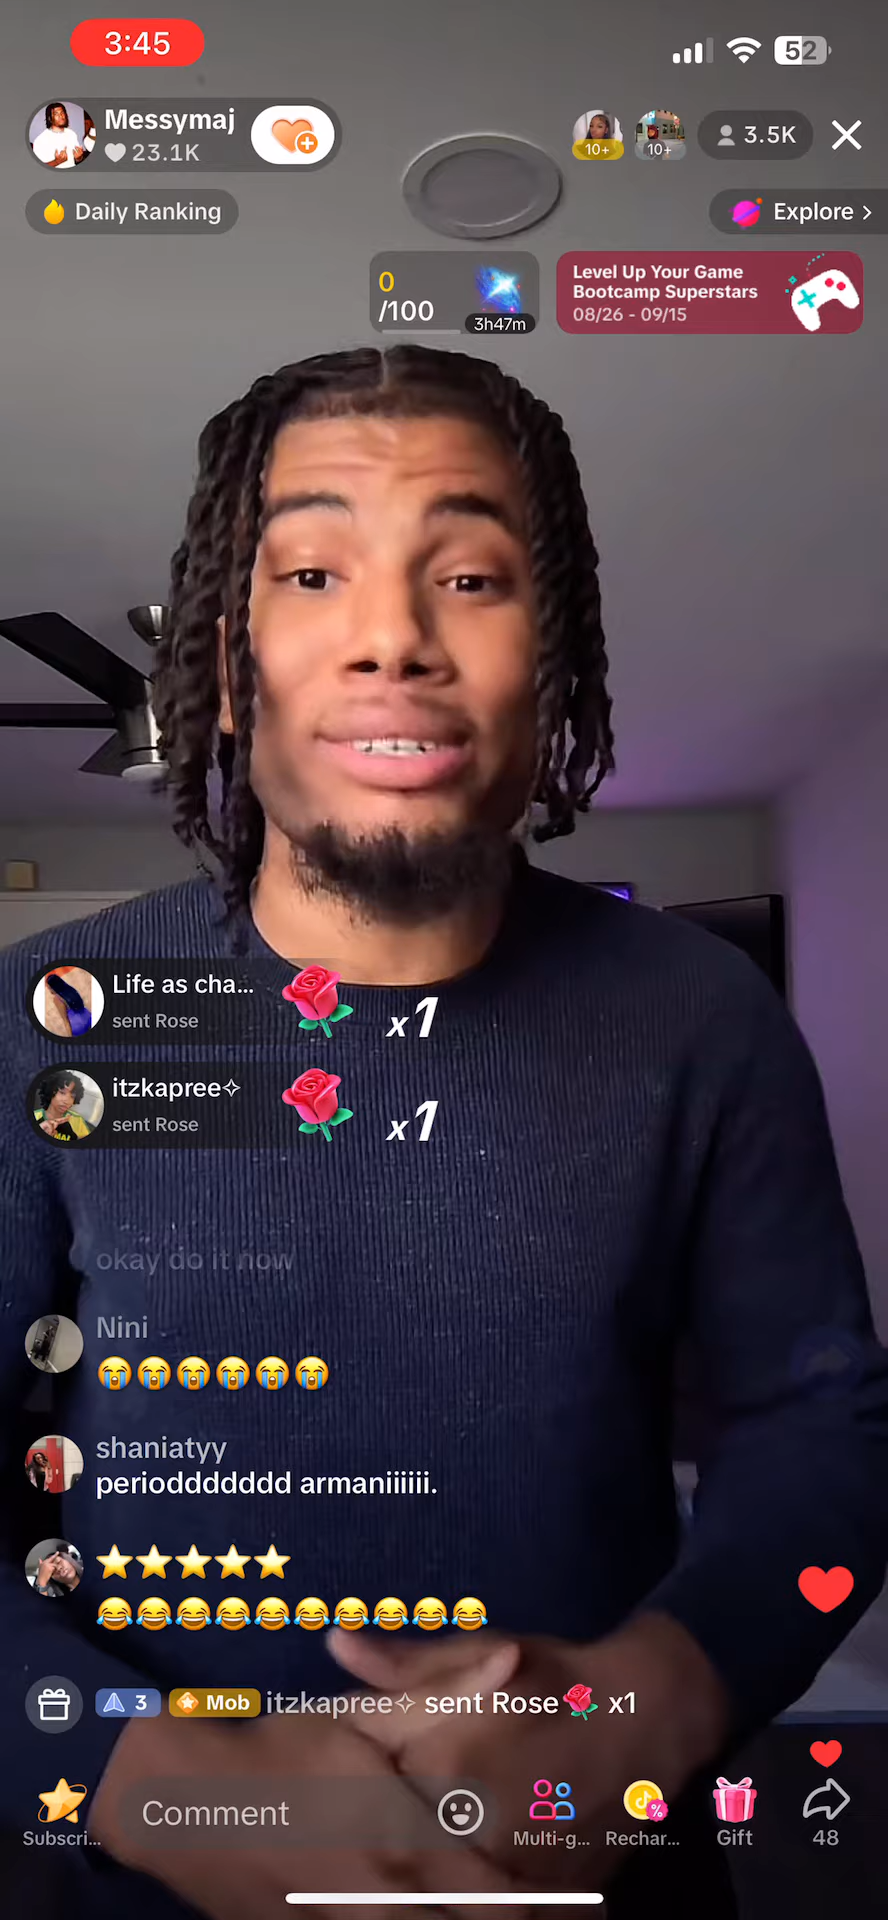 3:45
52
Messymaj
23.1K
10+
10+
3.5K
Daily Ranking
Explore >
0
/100
3h47m
Level Up Your Game
Bootcamp Superstars
08/26 - 09/15
Life as cha...
sent Rose
x1
itzkapree✧
sent Rose
x1
okay do it now
Nini
😭😭😭😭😭😭
shaniatyy
periodddddd armaniiiiii.
⭐⭐⭐⭐⭐
😂😂😂😂😂😂😂😂😂😂
3 Mob itzkapree✧ sent Rose🌹 x1
Comment
Subscri...
Multi-g...
Rechar...
Gift
48